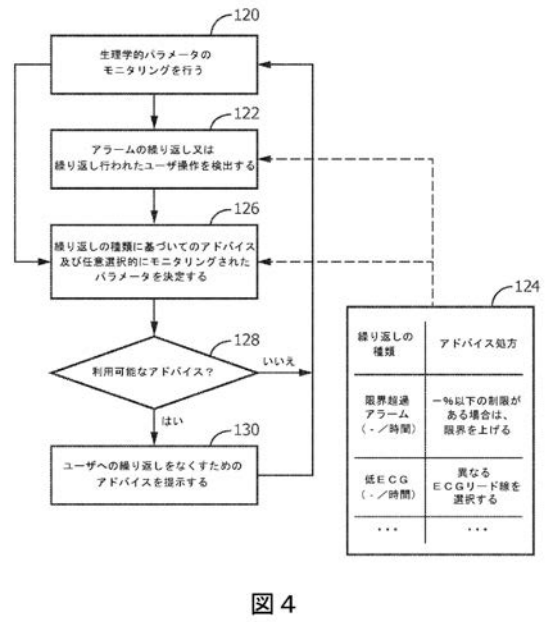 120
生理学的パラメータの
モニタリングを行う
122
アラームの繰り返し又は
繰り返し行われたユーザ操作を検出する
126
繰り返しの種類に基づいてのアドバイス
及び任意選択的にモニタリングされた
パラメータを決定する
128
利用可能なアドバイス?
いいえ
はい
130
ユーザへの繰り返しをなくすための
アドバイスを提示する
124
繰り返しの
種類
アドバイス処方
限界超過
アラーム
(-/時間)
-%以下の制限が
ある場合は、
限界を上げる
低ECG
(-/時間)
異なる
ECGリード線を
選択する
・・・
・・・
図4